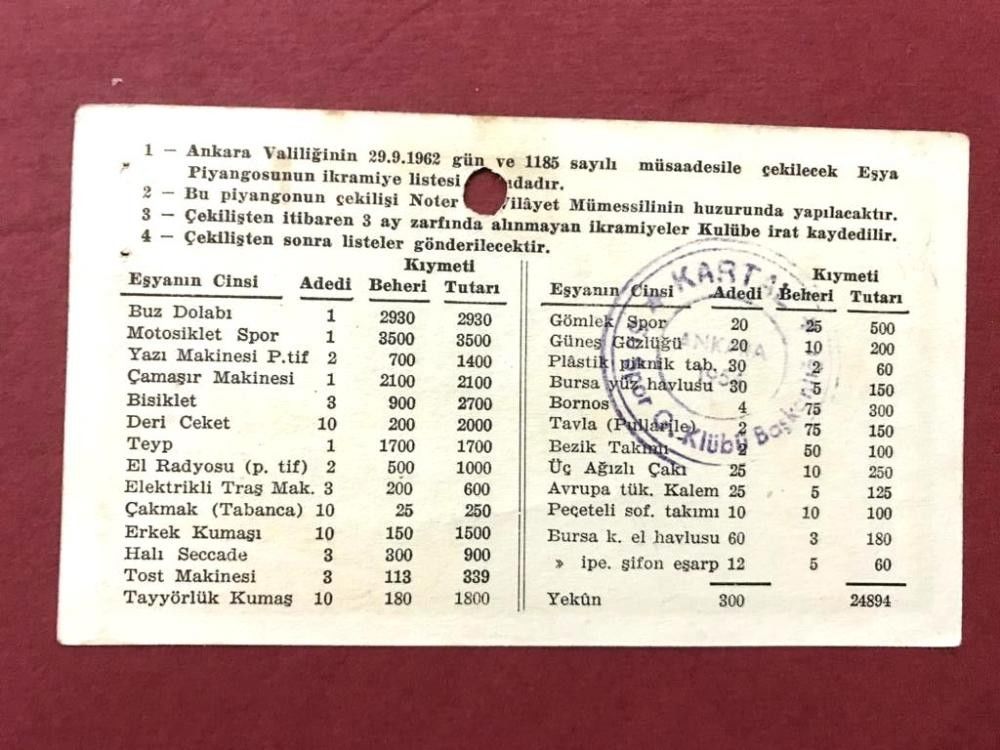 1 — Ankara Valiliğinin 29.9.1962 gün ve 1185 sayılı müsaadesile çekilecek Eşya
Piyangosunun ikramiye listesi
2 — Bu piyangonun çekilişi Noter Vilâyet Mümessilinin huzurunda yapılacaktır.
3 — Çekilişten itibaren 3 ay zarfında alınmayan ikramiyeler Kulübe irat kaydedilir.
4 — Çekilişten sonra listeler gönderilecektir.
Kıymeti
Eşyanın Cinsi Adedi Beheri Tutarı
Buz Dolabı 1 2930 2930
Motosiklet Spor 1 3500 3500
Yazı Makinesi P.tif 2 700 1400
Çamaşır Makinesi 1 2100 2100
Bisiklet 3 900 2700
Deri Ceket 10 200 2000
Teyp 1 1700 1700
El Radyosu (p. tif) 2 500 1000
Elektrikli Traş Mak. 3 200 600
Çakmak (Tabanca) 10 25 250
Erkek Kumaşı 10 150 1500
Halı Seccade 3 300 900
Tost Makinesi 3 113 339
Tayyörlük Kumaş 10 180 1800
Kıymeti
Eşyanın Cinsi Adedi Beheri Tutarı
Gömlek Spor 20 25 500
Güneş Gözlüğü 20 10 200
Plâstik piknik tab. 30 2 60
Bursa yüz havlusu 30 5 150
Bornos 4 75 300
Tavla (Pullarile) 2 75 150
Bezik Takımı 2 50 100
Üç Ağızlı Çakı 25 10 250
Avrupa tük. Kalem 25 5 125
Peçeteli sof. takımı 10 10 100
Bursa k. el havlusu 60 3 180
» ipe. şifon eşarp 12 5 60
Yekûn 300 24894
KARTAL
ANKARA
Klübü Başkanlığı